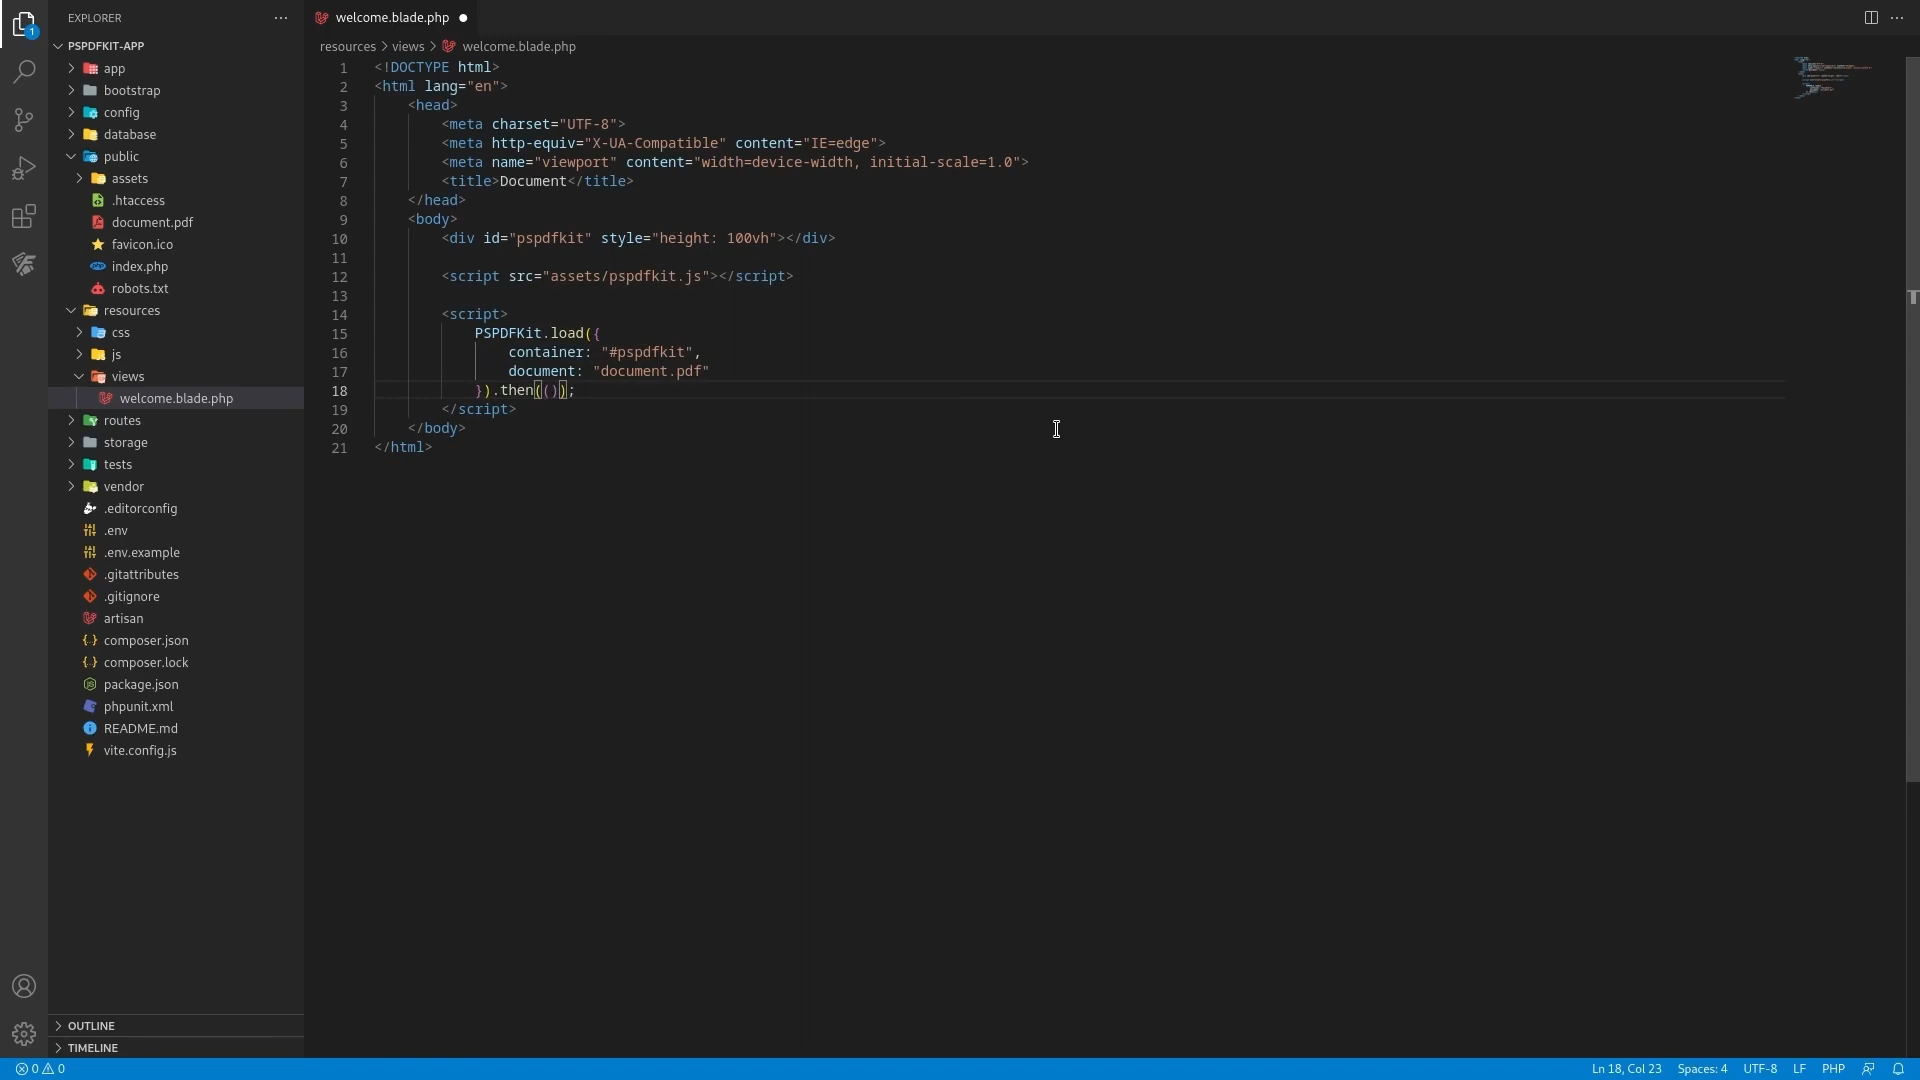 EXPLORER
welcome.blade.php
1
PSPDFKIT-APP
resources
views
welcome.blade.php
app
bootstrap
config
database
public
assets
.htaccess
document.pdf
favicon.ico
index.php
robots.txt
resources
css
js
views
welcome.blade.php
routes
storage
tests
vendor
.editorconfig
.env
.env.example
.gitattributes
.gitignore
artisan
composer.json
composer.lock
package.json
phpunit.xml
README.md
vite.config.js
OUTLINE
TIMELINE
1 <!DOCTYPE html>
2 <html lang="en">
3 <head>
4 <meta charset="UTF-8">
5 <meta http-equiv="X-UA-Compatible" content="IE=edge">
6 <meta name="viewport" content="width=device-width, initial-scale=1.0">
7 <title>Document</title>
8 </head>
9 <body>
10 <div id="pspdfkit" style="height: 100vh"></div>
11
12 <script src="assets/pspdfkit.js"></script>
13
14 <script>
15 PSPDFKit.load({
16 container: "#pspdfkit",
17 document: "document.pdf"
18 }).then(());
19 </script>
20 </body>
21 </html>
0 0
Ln 18, Col 23
Spaces: 4
UTF-8
LF
PHP